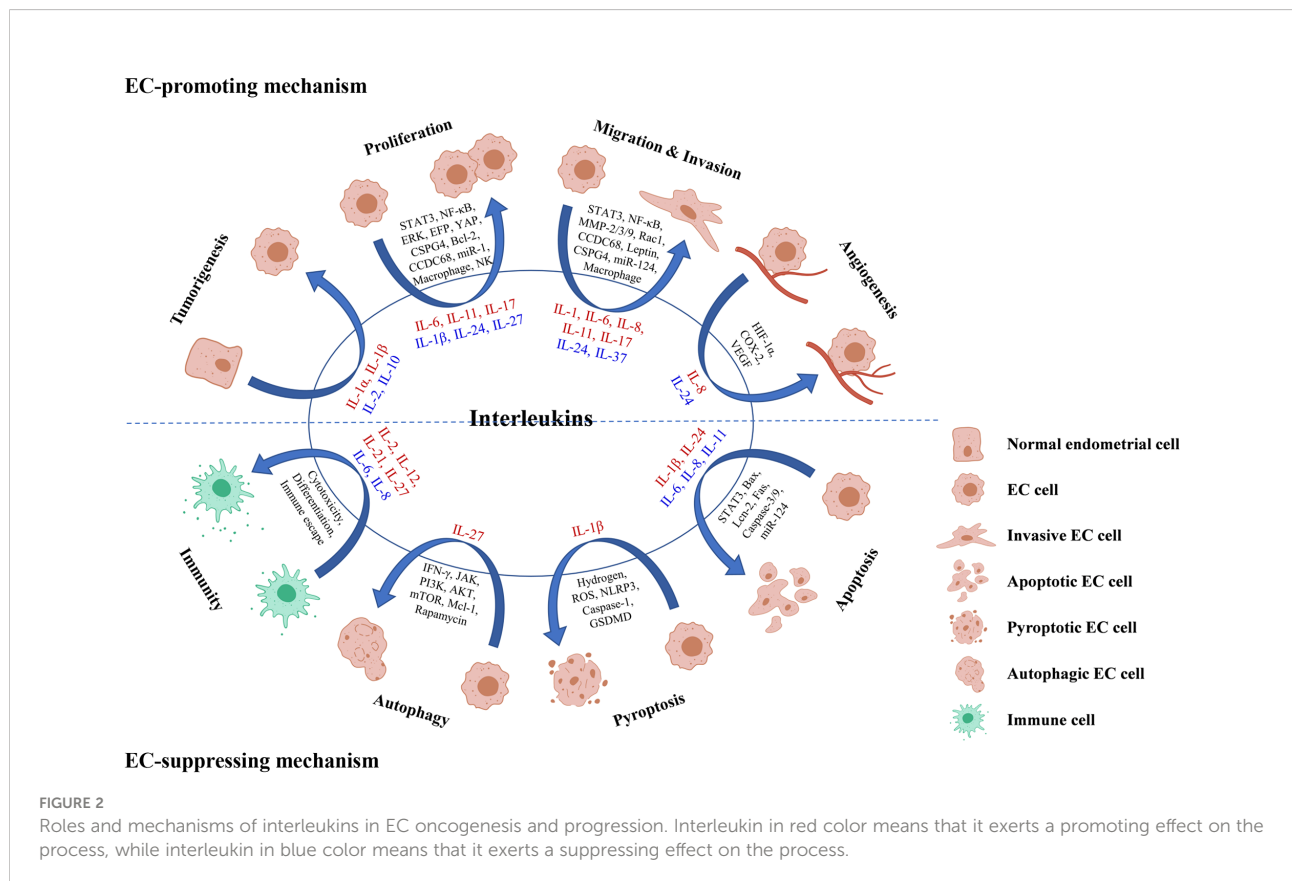 EC-promoting mechanism
Tumorigenesis
IL-1α, IL-1β
IL-2, IL-10
Proliferation
STAT3, NF-κB,
ERK, EFP, YAP,
CSPG4, Bcl-2,
CCDC68, miR-1,
Macrophage, NK
IL-6, IL-11, IL-17
IL-1β, IL-24, IL-27
Migration & Invasion
STAT3, NF-κB,
MMP-2/3/9, Rac1,
CCDC68, Leptin,
CSPG4, miR-124,
Macrophage
IL-1, IL-6, IL-8,
IL-11, IL-17
IL-24, IL-37
Angiogenesis
HIF-1α,
COX-2,
VEGF
IL-8
IL-24
Interleukins
Immunity
Cytotoxicity,
Differentiation,
Immune escape
IL-2, IL-12,
IL-21, IL-27
IL-6, IL-8
Autophagy
IL-27
IFN-γ, JAK,
PI3K, AKT,
mTOR, Mcl-1,
Rapamycin
Pyroptosis
IL-1β
Hydrogen,
ROS, NLRP3,
Caspase-1,
GSDMD
Apoptosis
IL-1β, IL-24
IL-6, IL-8, IL-11
STAT3, Bax,
Lcn-2, Fas,
Caspase-3/9,
miR-124
EC-suppressing mechanism
Normal endometrial cell
EC cell
Invasive EC cell
Apoptotic EC cell
Pyroptotic EC cell
Autophagic EC cell
Immune cell
FIGURE 2
Roles and mechanisms of interleukins in EC oncogenesis and progression. Interleukin in red color means that it exerts a promoting effect on the
process, while interleukin in blue color means that it exerts a suppressing effect on the process.